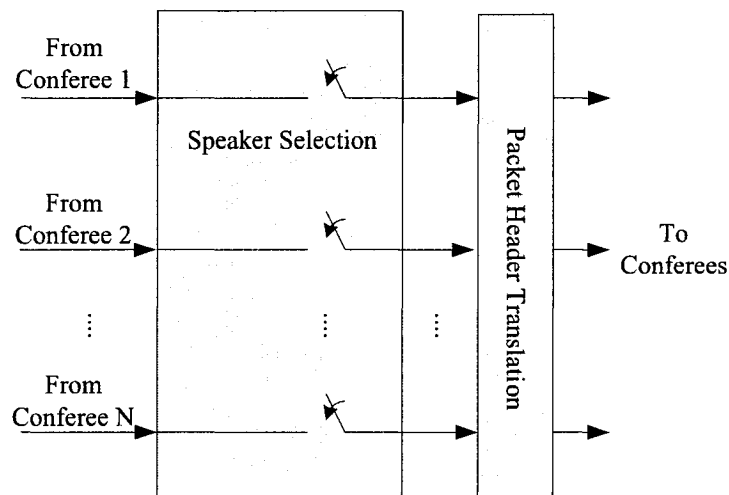 From
Conferee 1
Speaker Selection
From
Conferee 2
....
....
....
From
Conferee N
Packet Header Translation
To
Conferees